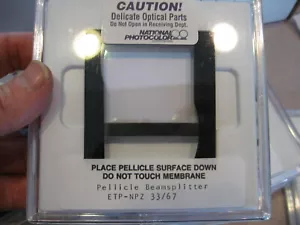 CAUTION!
Delicate Optical Parts
Do Not Open in Receiving Dept.
NATIONAL
PHOTOCOLOR
PLACE PELLICLE SURFACE DOWN
DO NOT TOUCH MEMBRANE
Pellicle Beamsplitter
ETP-NPZ 33/67